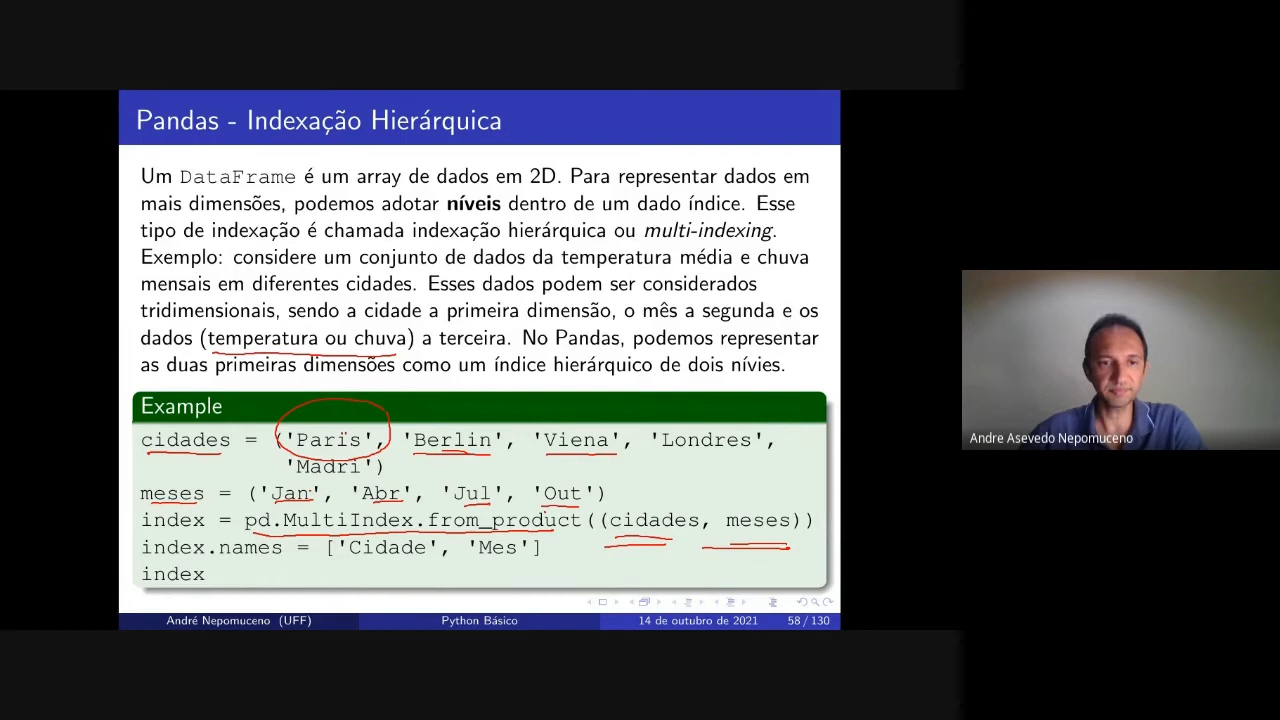 Pandas - Indexação Hierárquica
Um DataFrame é um array de dados em 2D. Para representar dados em
mais dimensões, podemos adotar níveis dentro de um dado índice. Esse
tipo de indexação é chamada indexação hierárquica ou multi-indexing.
Exemplo: considere um conjunto de dados da temperatura média e chuva
mensais em diferentes cidades. Esses dados podem ser considerados
tridimensionais, sendo a cidade a primeira dimensão, o mês a segunda e os
dados (temperatura ou chuva) a terceira. No Pandas, podemos representar
as duas primeiras dimensões como um índice hierárquico de dois nívies.
Example
cidades = ('Paris', 'Berlin', 'Viena', 'Londres',
'Madri')
meses = ('Jan', 'Abr', 'Jul', 'Out')
index = pd.MultiIndex.from_product((cidades, meses))
index.names = ['Cidade', 'Mes']
index
André Nepomuceno (UFF) Python Básico 14 de outubro de 2021 58 / 130
Andre Asevedo Nepomuceno